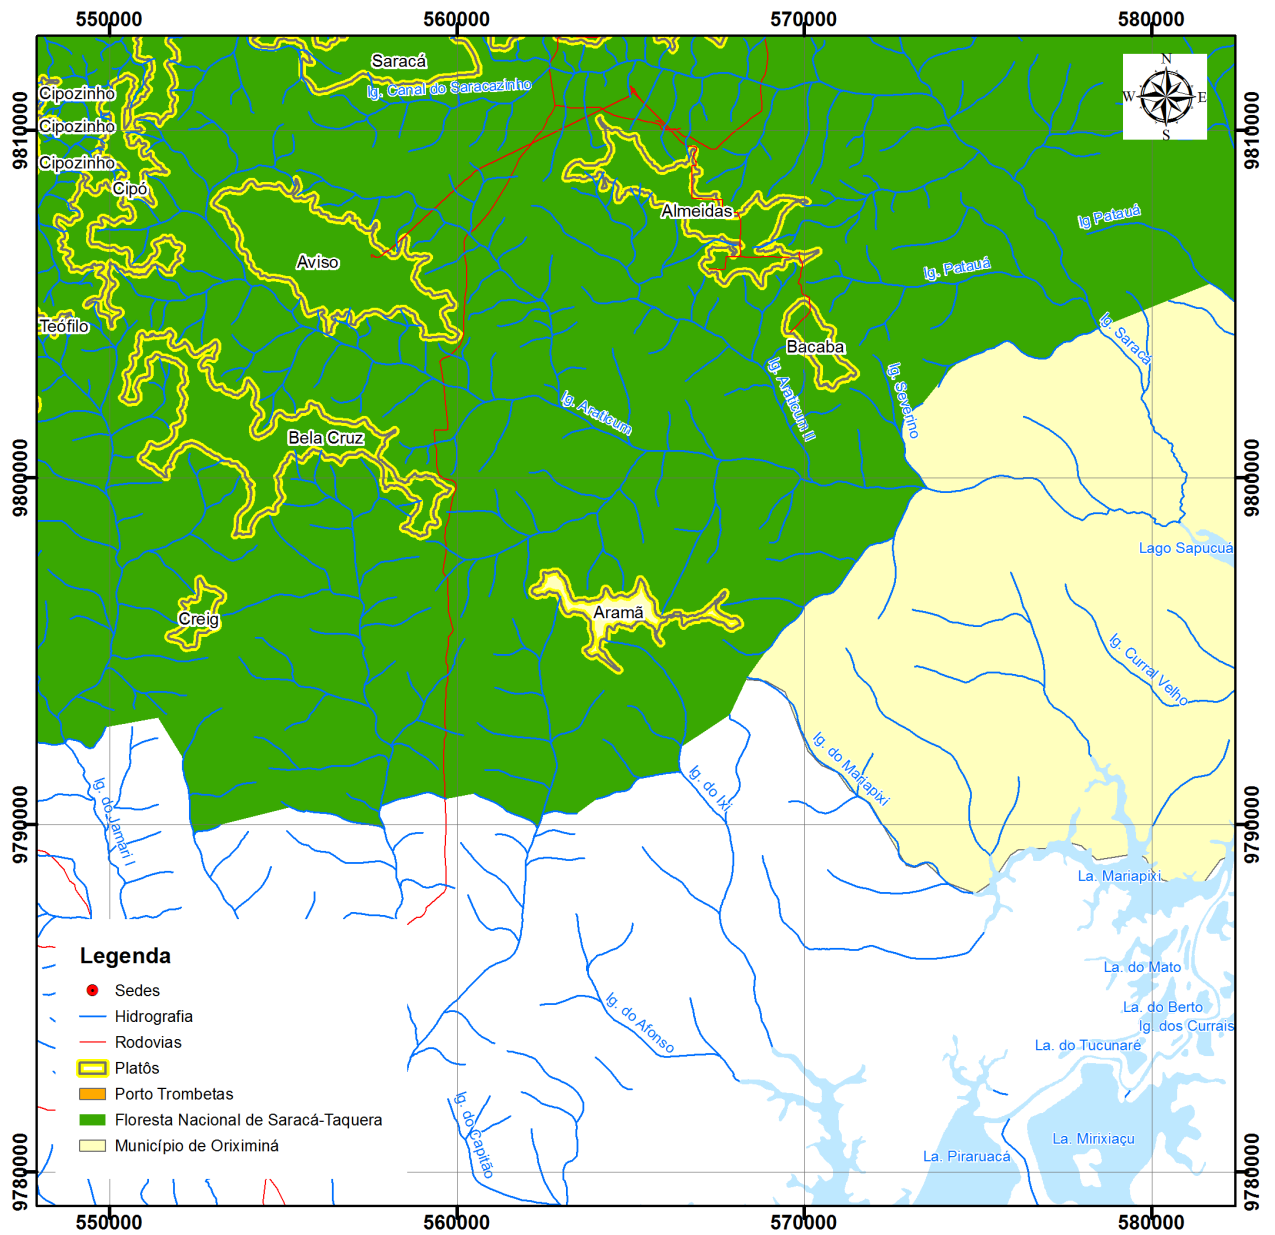 550000
560000
570000
580000
9810000
9800000
9790000
9780000
9810000
9800000
9790000
9780000
N
W
E
S
Saracá
Ig. Canal do Saracazinho
Cipozinho
Cipozinho
Cipozinho
Cipó
Almeidas
Ig Patauá
Aviso
Ig. Patauá
Teófilo
Ig. Saracá
Bacaba
Ig. Araticum II
Ig. Severino
Ig. Araticum
Bela Cruz
Lago Sapucuá
Creig
Aramã
Ig. Curral Velho
Ig. do Mariapixi
Ig. do Ixi
Ig. do Jamari I
La. Mariapixi
La. do Mato
La. do Berto
Ig. dos Currais
La. do Tucunaré
Ig. do Afonso
Ig. do Capitão
La. Mirixiaçu
La. Piraruacá
Legenda
Sedes
Hidrografia
Rodovias
Platôs
Porto Trombetas
Floresta Nacional de Saracá-Taquera
Município de Oriximiná
550000
560000
570000
580000